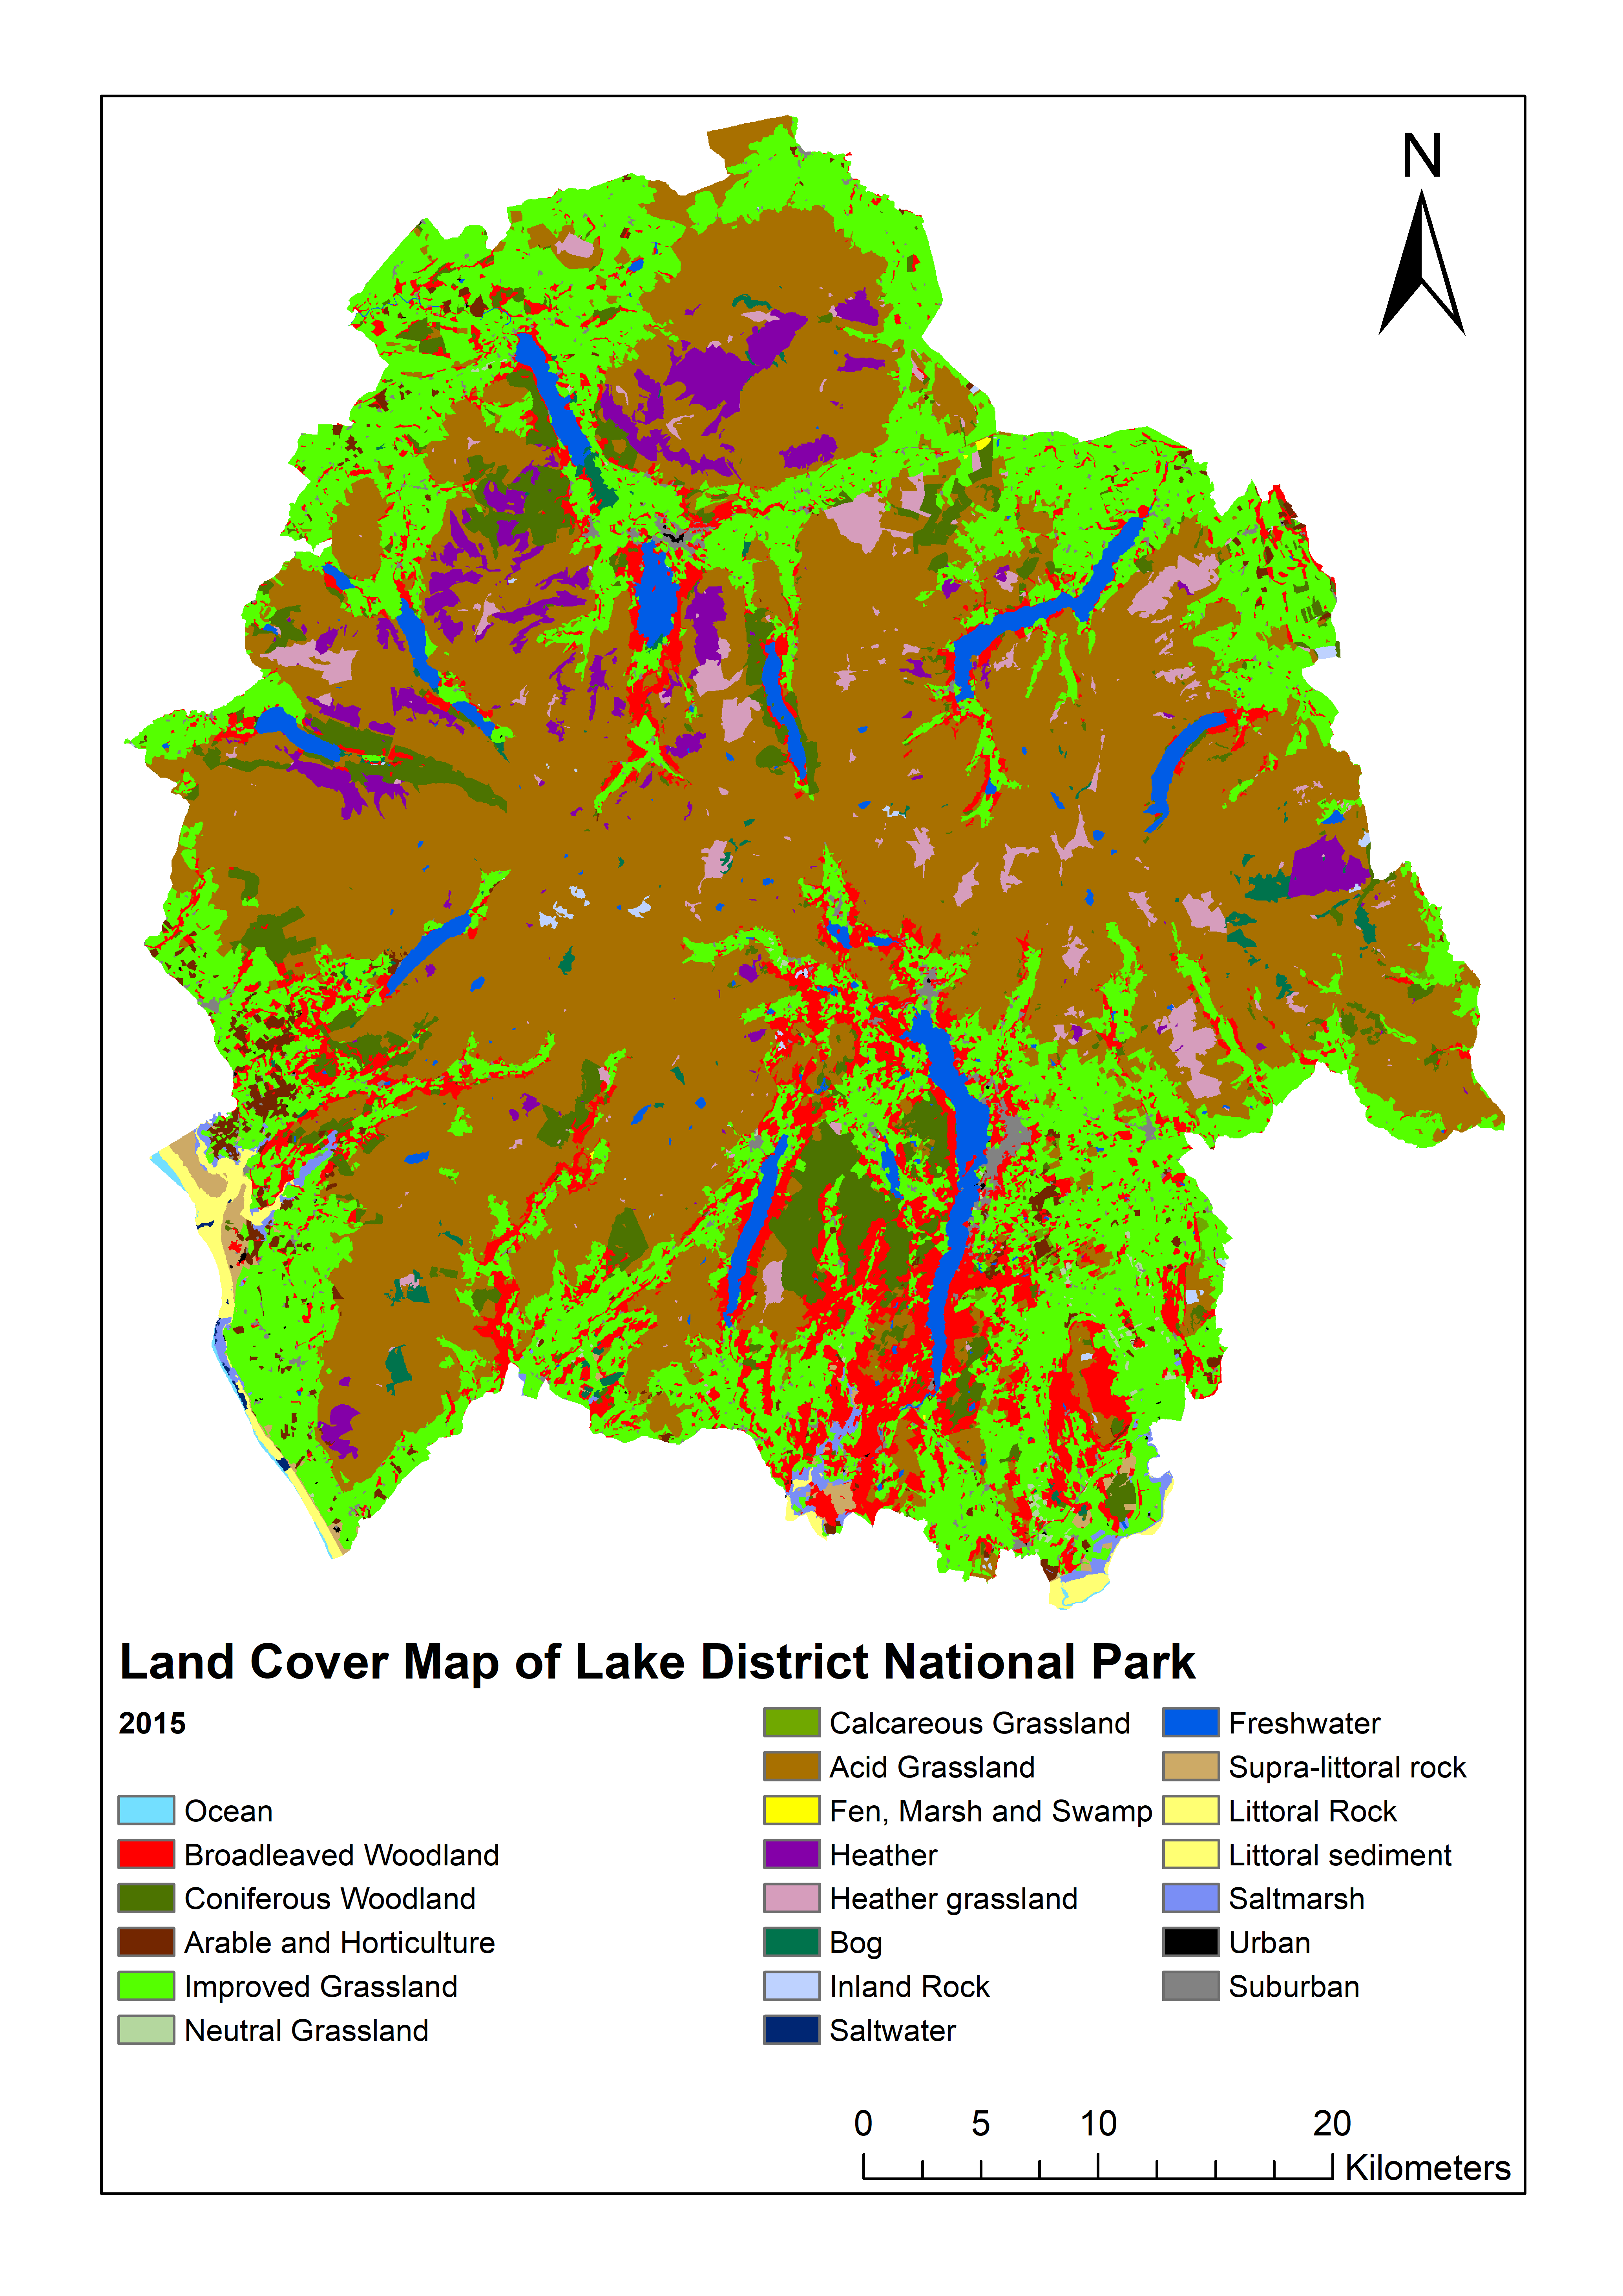 N
Land Cover Map of Lake District National Park
2015
Ocean
Broadleaved Woodland
Coniferous Woodland
Arable and Horticulture
Improved Grassland
Neutral Grassland
Calcareous Grassland
Acid Grassland
Fen, Marsh and Swamp
Heather
Heather grassland
Bog
Inland Rock
Saltwater
Freshwater
Supra-littoral rock
Littoral Rock
Littoral sediment
Saltmarsh
Urban
Suburban
0 5 10 20
Kilometers